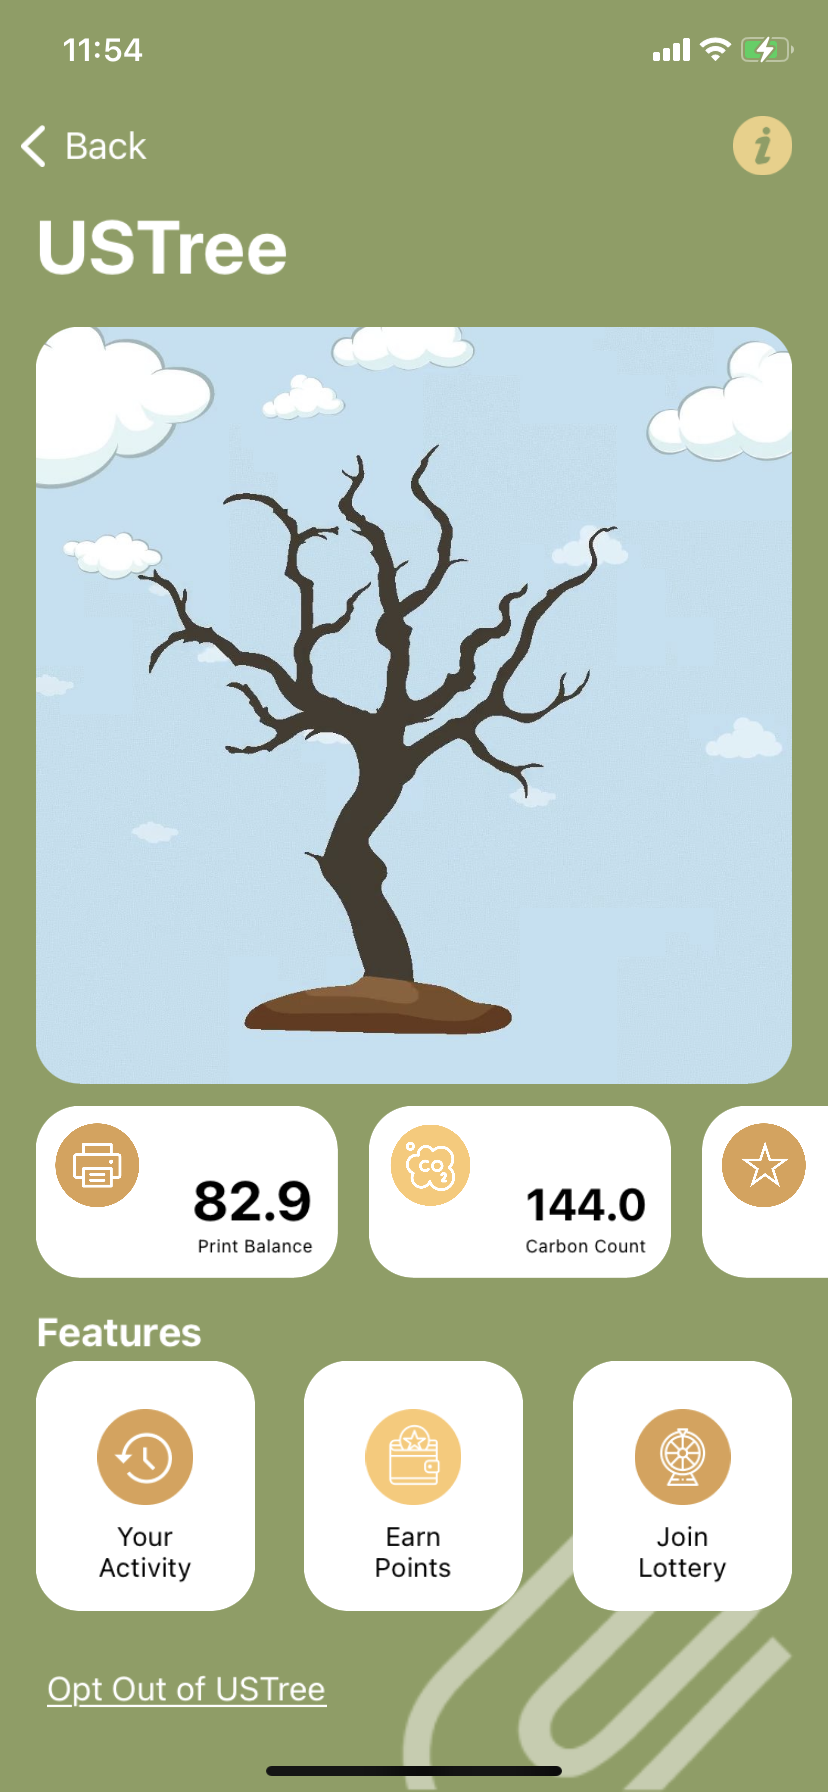 11:54
Back
i
USTree
82.9
Print Balance
CO2
144.0
Carbon Count
Features
Your
Activity
Earn
Points
Join
Lottery
Opt Out of USTree